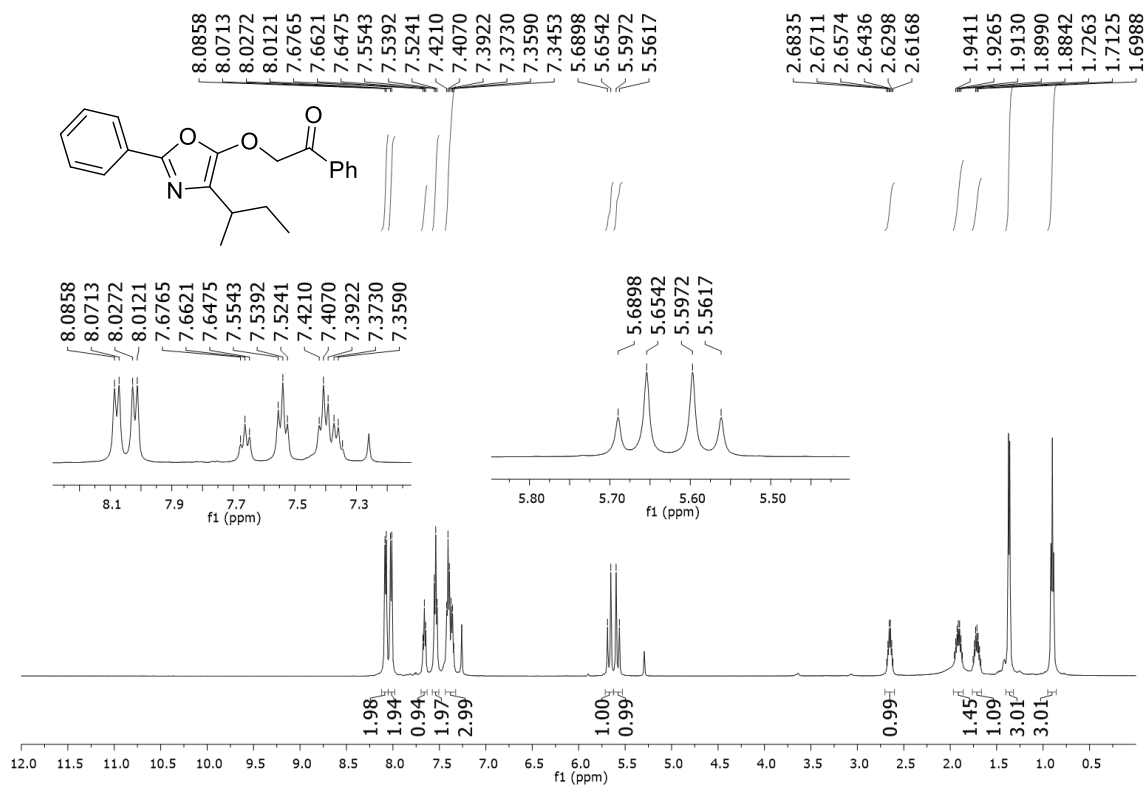 8.0858 8.0713 8.0272 8.0121 7.6765 7.6621 7.6475 7.5543 7.5392 7.5241 7.4210 7.4070 7.3922 7.3730 7.3590 7.3453 5.6898 5.6542 5.5972 5.5617 2.6835 2.6711 2.6574 2.6436 2.6298 2.6168 1.9411 1.9265 1.9130 1.8990 1.8842 1.7263 1.7125 1.6988
O
O
O
N
Ph
8.0858 8.0713 8.0272 8.0121 7.6765 7.6621 7.6475 7.5543 7.5392 7.5241 7.4210 7.4070 7.3922 7.3730 7.3590
5.6898 5.6542 5.5972 5.5617
8.1 7.9 7.7 7.5 7.3
f1 (ppm)
5.80 5.70 5.60 5.50
f1 (ppm)
1.98 1.94 0.94 1.97 2.99 1.00 0.99 0.99 1.45 1.09 3.01 3.01
12.0 11.5 11.0 10.5 10.0 9.5 9.0 8.5 8.0 7.5 7.0 6.5 6.0 5.5 5.0 4.5 4.0 3.5 3.0 2.5 2.0 1.5 1.0 0.5
f1 (ppm)